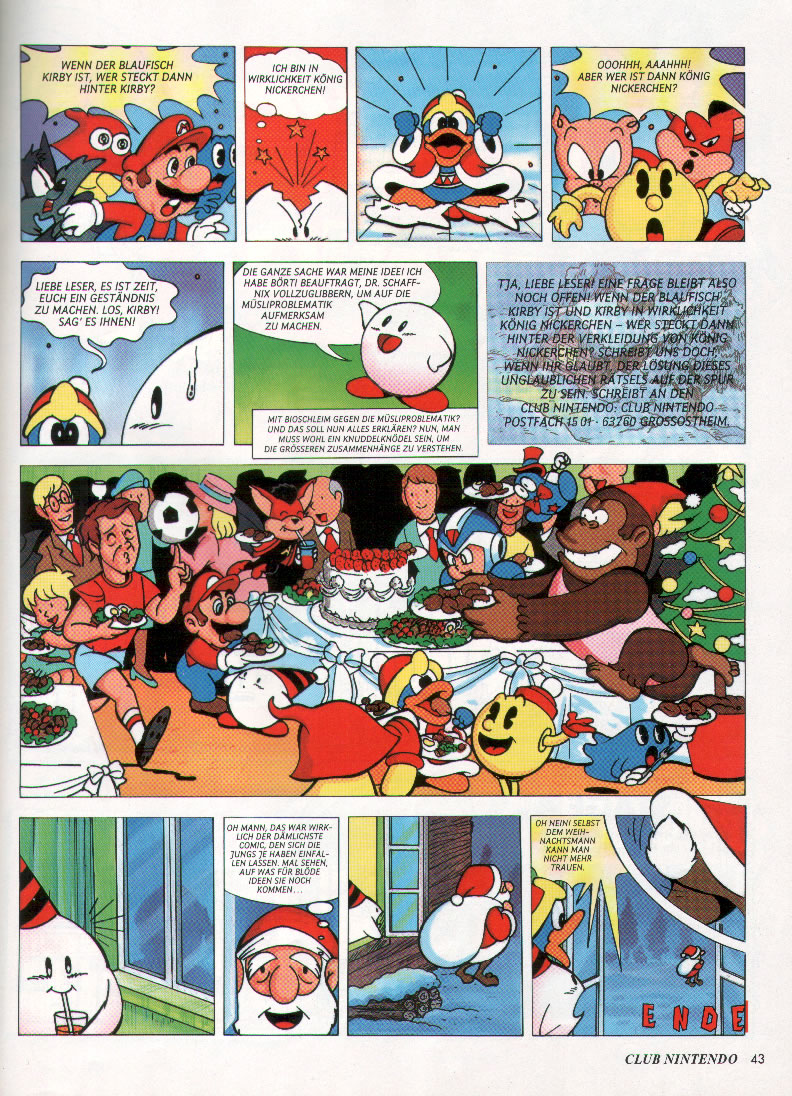 WENN DER BLAUFISCH
KIRBY IST, WER STECKT DANN
HINTER KIRBY?
ICH BIN IN
WIRKLICHKEIT KÖNIG
NICKERCHEN!
OOOHHH, AAAHHH!
ABER WER IST DANN KÖNIG
NICKERCHEN?
LIEBE LESER, ES IST ZEIT,
EUCH EIN GESTÄNDNIS
ZU MACHEN. LOS, KIRBY!
SAG' ES IHNEN!
DIE GANZE SACHE WAR MEINE IDEE! ICH
HABE BÖRTI BEAUFTRAGT, DR. SCHAFF-
NIX VOLLZUGLIBBERN, UM AUF DIE
MÜSLIPROBLEMATIK
AUFMERKSAM
ZU MACHEN.
MIT BIOSCHLEIM GEGEN DIE MÜSLIPROBLEMATIK?
UND DAS SOLL NUN ALLES ERKLÄREN? NUN, MAN
MUSS WOHL EIN KNUDDELKNÖDEL SEIN, UM
DIE GRÖSSEREN ZUSAMMENHÄNGE ZU VERSTEHEN.
TJA, LIEBE LESER! EINE FRAGE BLEIBT ALSO
NOCH OFFEN! WENN DER BLAUFISCH
KIRBY IST UND KIRBY IN WIRKLICHKEIT
KÖNIG NICKERCHEN – WER STECKT DANN
HINTER DER VERKLEIDUNG VON KÖNIG
NICKERCHEN? SCHREIBT UNS DOCH,
WENN IHR GLAUBT, DER LÖSUNG DIESES
UNGLAUBLICHEN RÄTSELS AUF DER SPUR
ZU SEIN. SCHREIBT AN DEN
CLUB NINTENDO: CLUB NINTENDO
POSTFACH 15 01 · 63760 GROSSOSTHEIM.
OH MANN, DAS WAR WIRK-
LICH DER DÄMLICHSTE
COMIC, DEN SICH DIE
JUNGS JE HABEN EINFAL-
LEN LASSEN. MAL SEHEN,
AUF WAS FÜR BLÖDE
IDEEN SIE NOCH
KOMMEN...
OH NEIN! SELBST
DEM WEIH-
NACHTSMANN
KANN MAN
NICHT MEHR
TRAUEN.
ENDE
CLUB NINTENDO 43